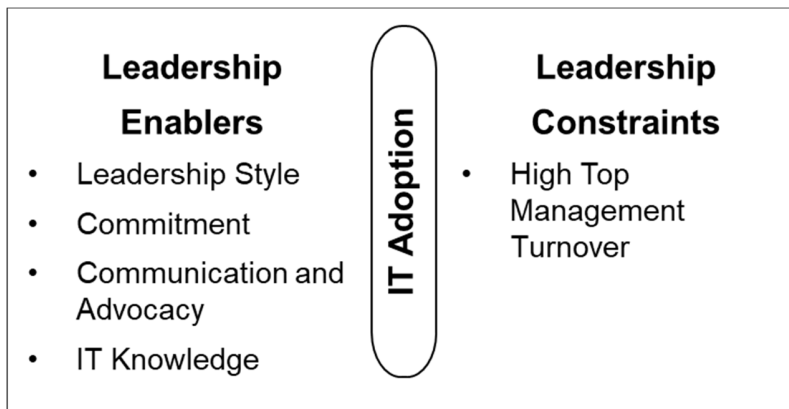 Leadership
Enablers
• Leadership Style
• Commitment
• Communication and
Advocacy
• IT Knowledge
IT Adoption
Leadership
Constraints
• High Top
Management
Turnover